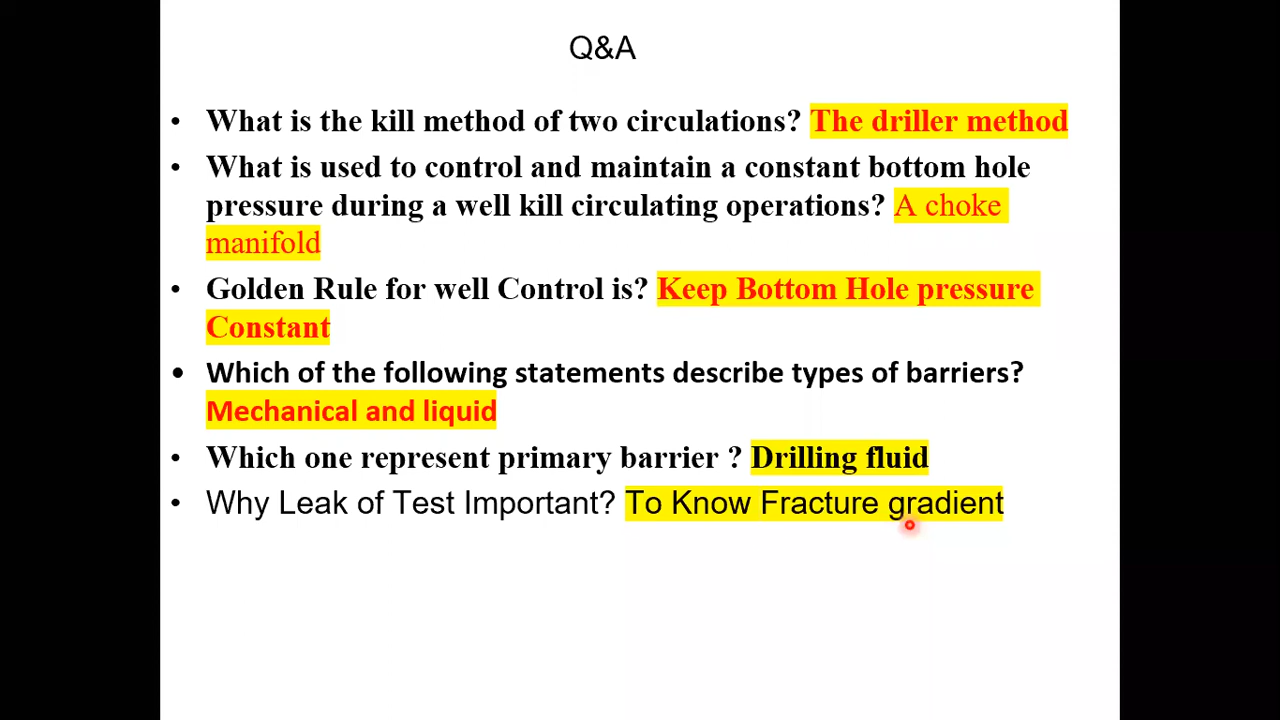 Q&A
• What is the kill method of two circulations? The driller method
• What is used to control and maintain a constant bottom hole
pressure during a well kill circulating operations? A choke
manifold
• Golden Rule for well Control is? Keep Bottom Hole pressure
Constant
• Which of the following statements describe types of barriers?
Mechanical and liquid
• Which one represent primary barrier ? Drilling fluid
• Why Leak of Test Important? To Know Fracture gradient